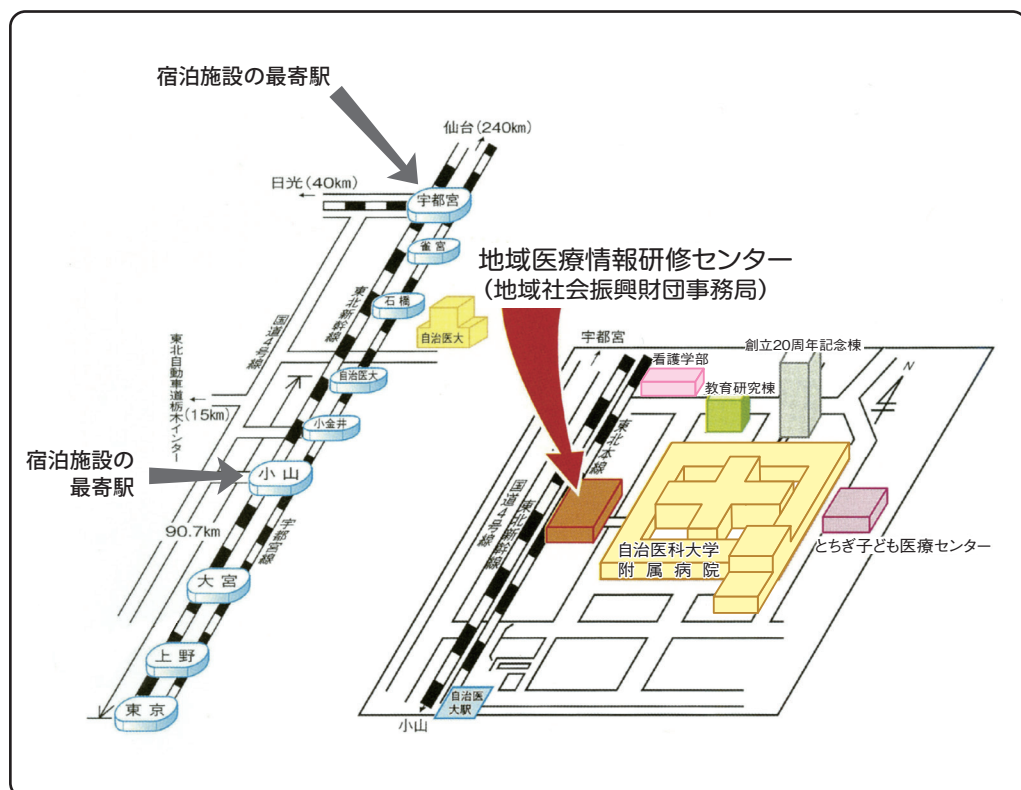 宿泊施設の最寄駅
仙台(240km)
日光(40km)
宇都宮
雀宮
石橋
自治医大
東北新幹線
国道4号線
東北自動車道栃木インター
(15km)
自治医大
小金井
宿泊施設の
最寄駅
小山
宇都宮線
90.7km
大宮
上野
東京
地域医療情報研修センター
(地域社会振興財団事務局)
宇都宮
看護学部
創立20周年記念棟
教育研究棟
N
東北本線
東北新幹線
国道4号線
自治医科大学
附属病院
とちぎ子ども医療センター
自治医
大駅
小山